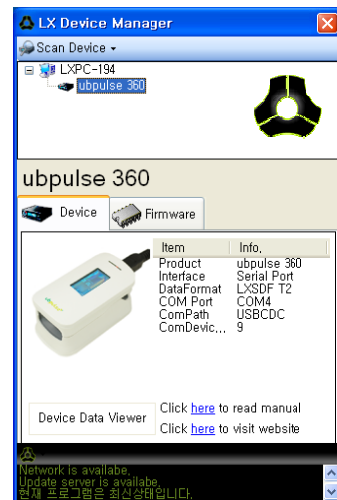 LX Device Manager
Scan Device
LXPC-194
ubpulse 360
ubpulse 360
Device Firmware
Item Info.
Product ubpulse 360
Interface Serial Port
DataFormat LXSDF T2
COM Port COM4
ComPath USBCDC
ComDevic... 9
Device Data Viewer
Click here to read manual
Click here to visit website
Network is availabe,
Update server is availabe,
현재 프로그램은 최신상태입니다.